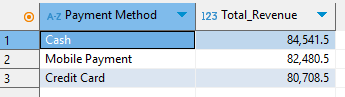 A-Z Payment Method 123 Total_Revenue
1 Cash 84,541.5
2 Mobile Payment 82,480.5
3 Credit Card 80,708.5